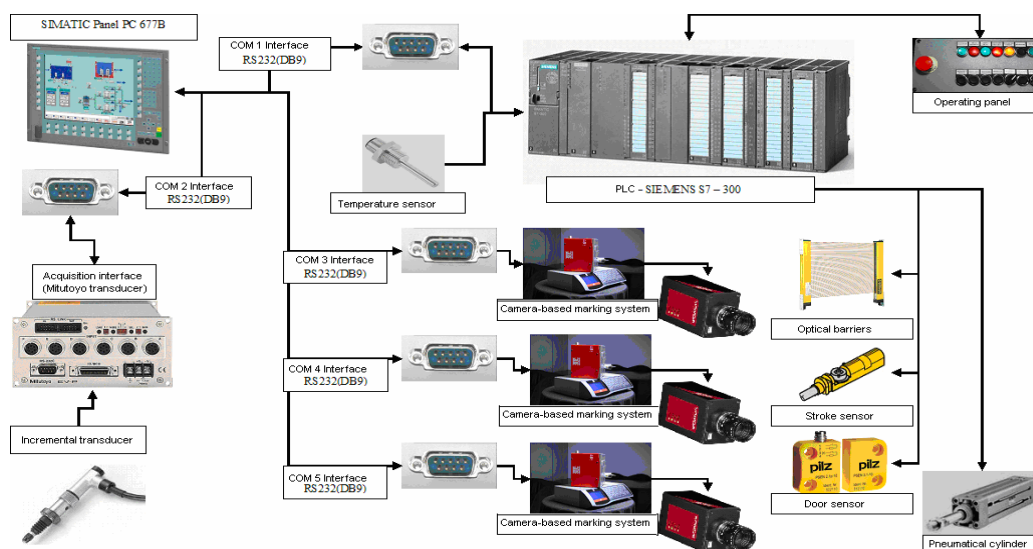 SIMATIC Panel PC 677B
COM 1 Interface
RS232(DB9)
SIEMENS
Operating panel
COM 2 Interface
RS232(DB9)
Temperature sensor
PLC - SIEMENS S7 – 300
Acquisition interface
(Mitutoyo transducer)
Mitutoyo
Incremental transducer
COM 3 Interface
RS232(DB9)
Camera-based marking system
Optical barriers
COM 4 Interface
RS232(DB9)
Camera-based marking system
Stroke sensor
COM 5 Interface
RS232(DB9)
Camera-based marking system
pilz
pilz
Door sensor
Pneumatical cylinder